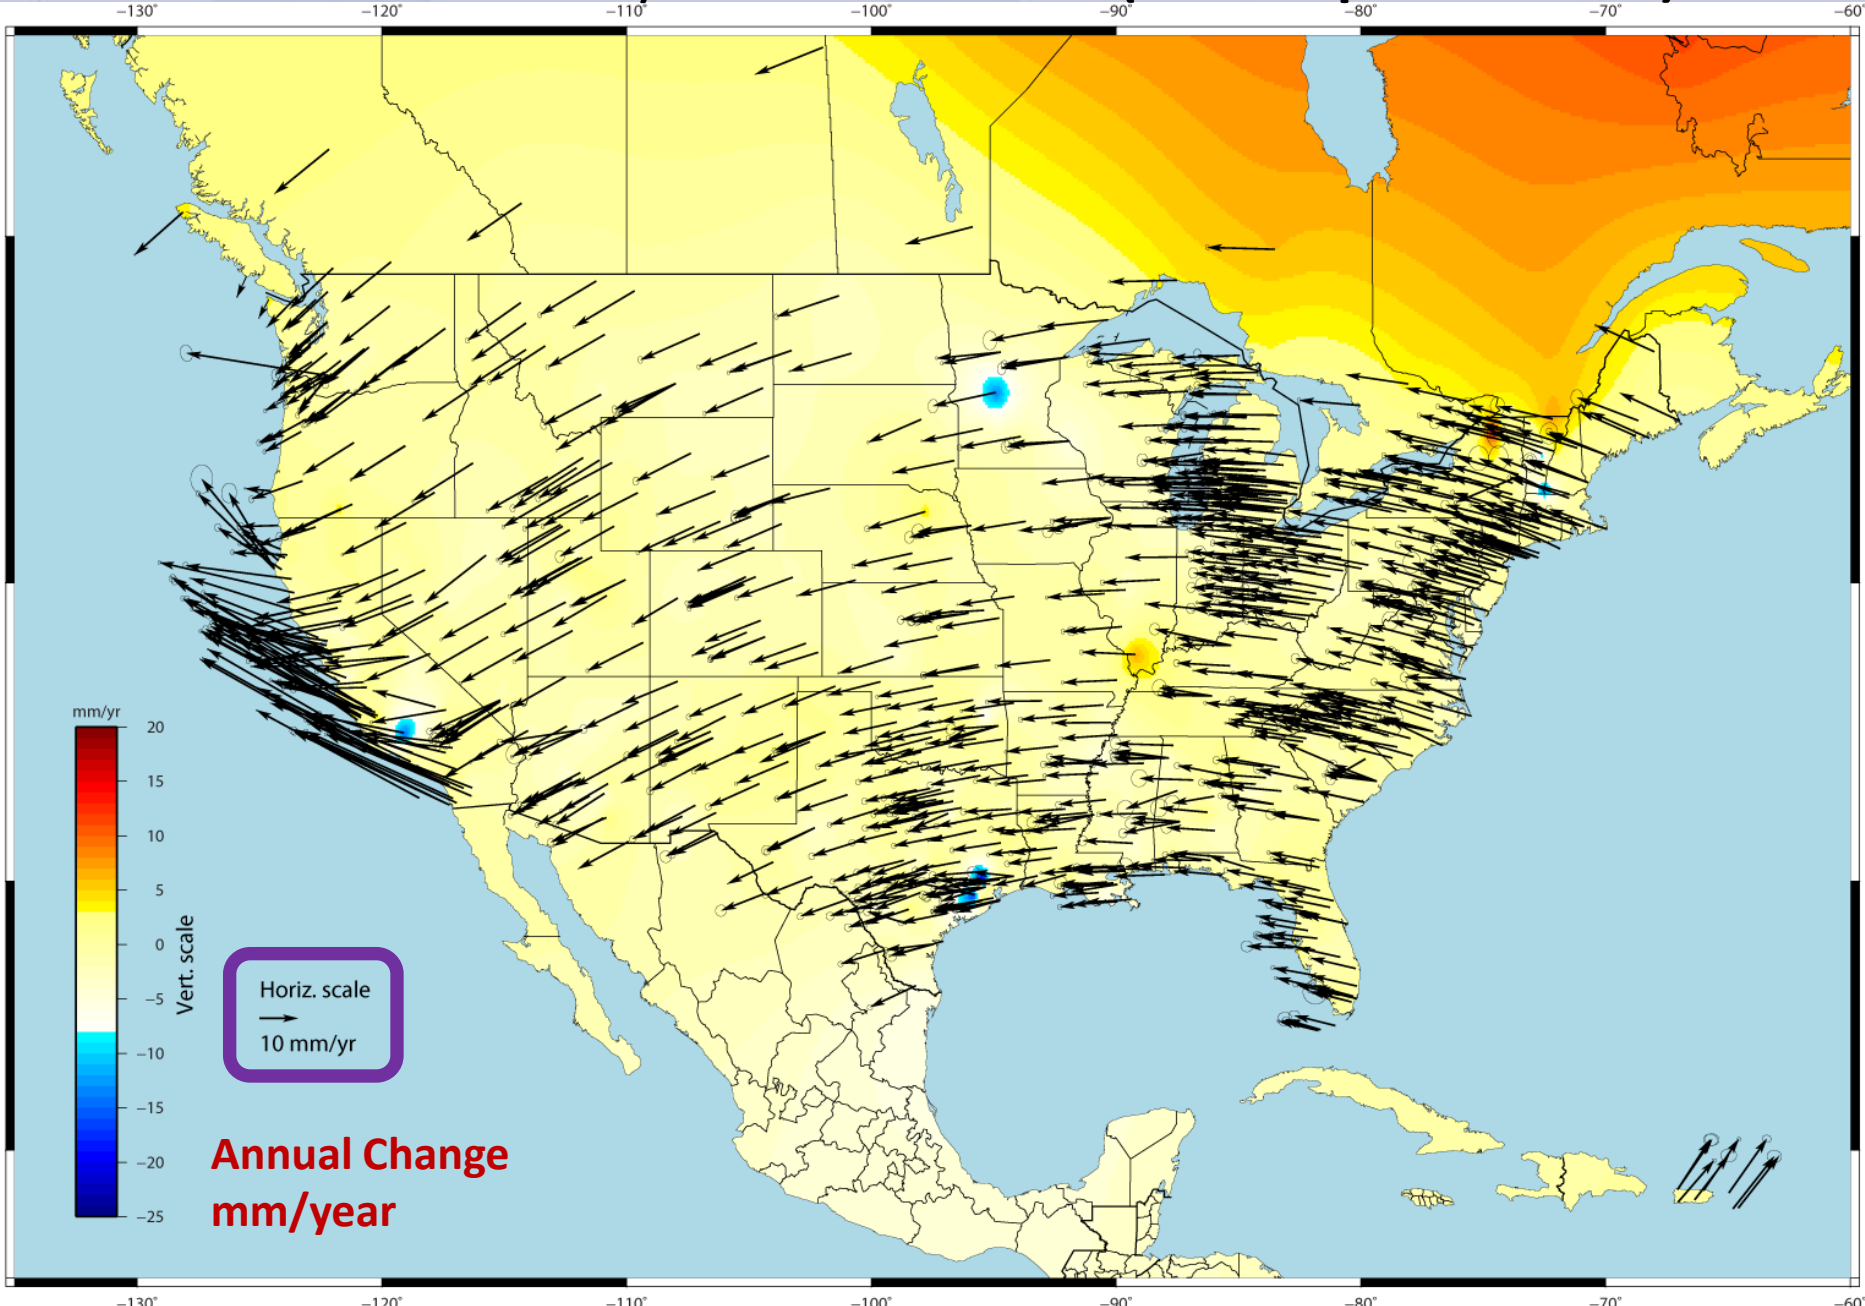 −130° −120° −110° −100° −90° −80° −70° −60°
mm/yr
20
15
10
5
0
−5
−10
−15
−20
−25
Vert. scale
Horiz. scale
10 mm/yr
Annual Change
mm/year
−130° −120° −110° −100° −90° −80° −70° −60°